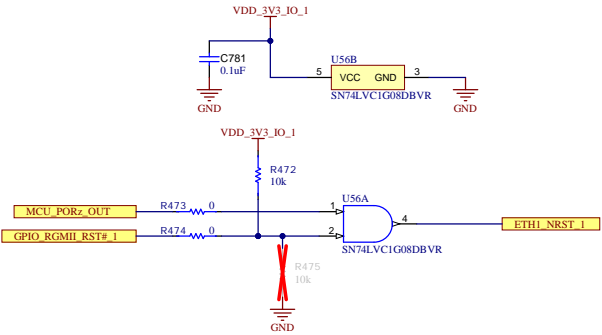 VDD_3V3_IO_1
C781
0.1uF
GND
U56B
5 VCC GND 3
SN74LVC1G08DBVR
GND
VDD_3V3_IO_1
R472
10k
U56A
MCU_PORz_OUT R473 0 1
4 ETH1_NRST_1
GPIO_RGMII_RST#_1 R474 0 2
SN74LVC1G08DBVR
R475
10k
GND